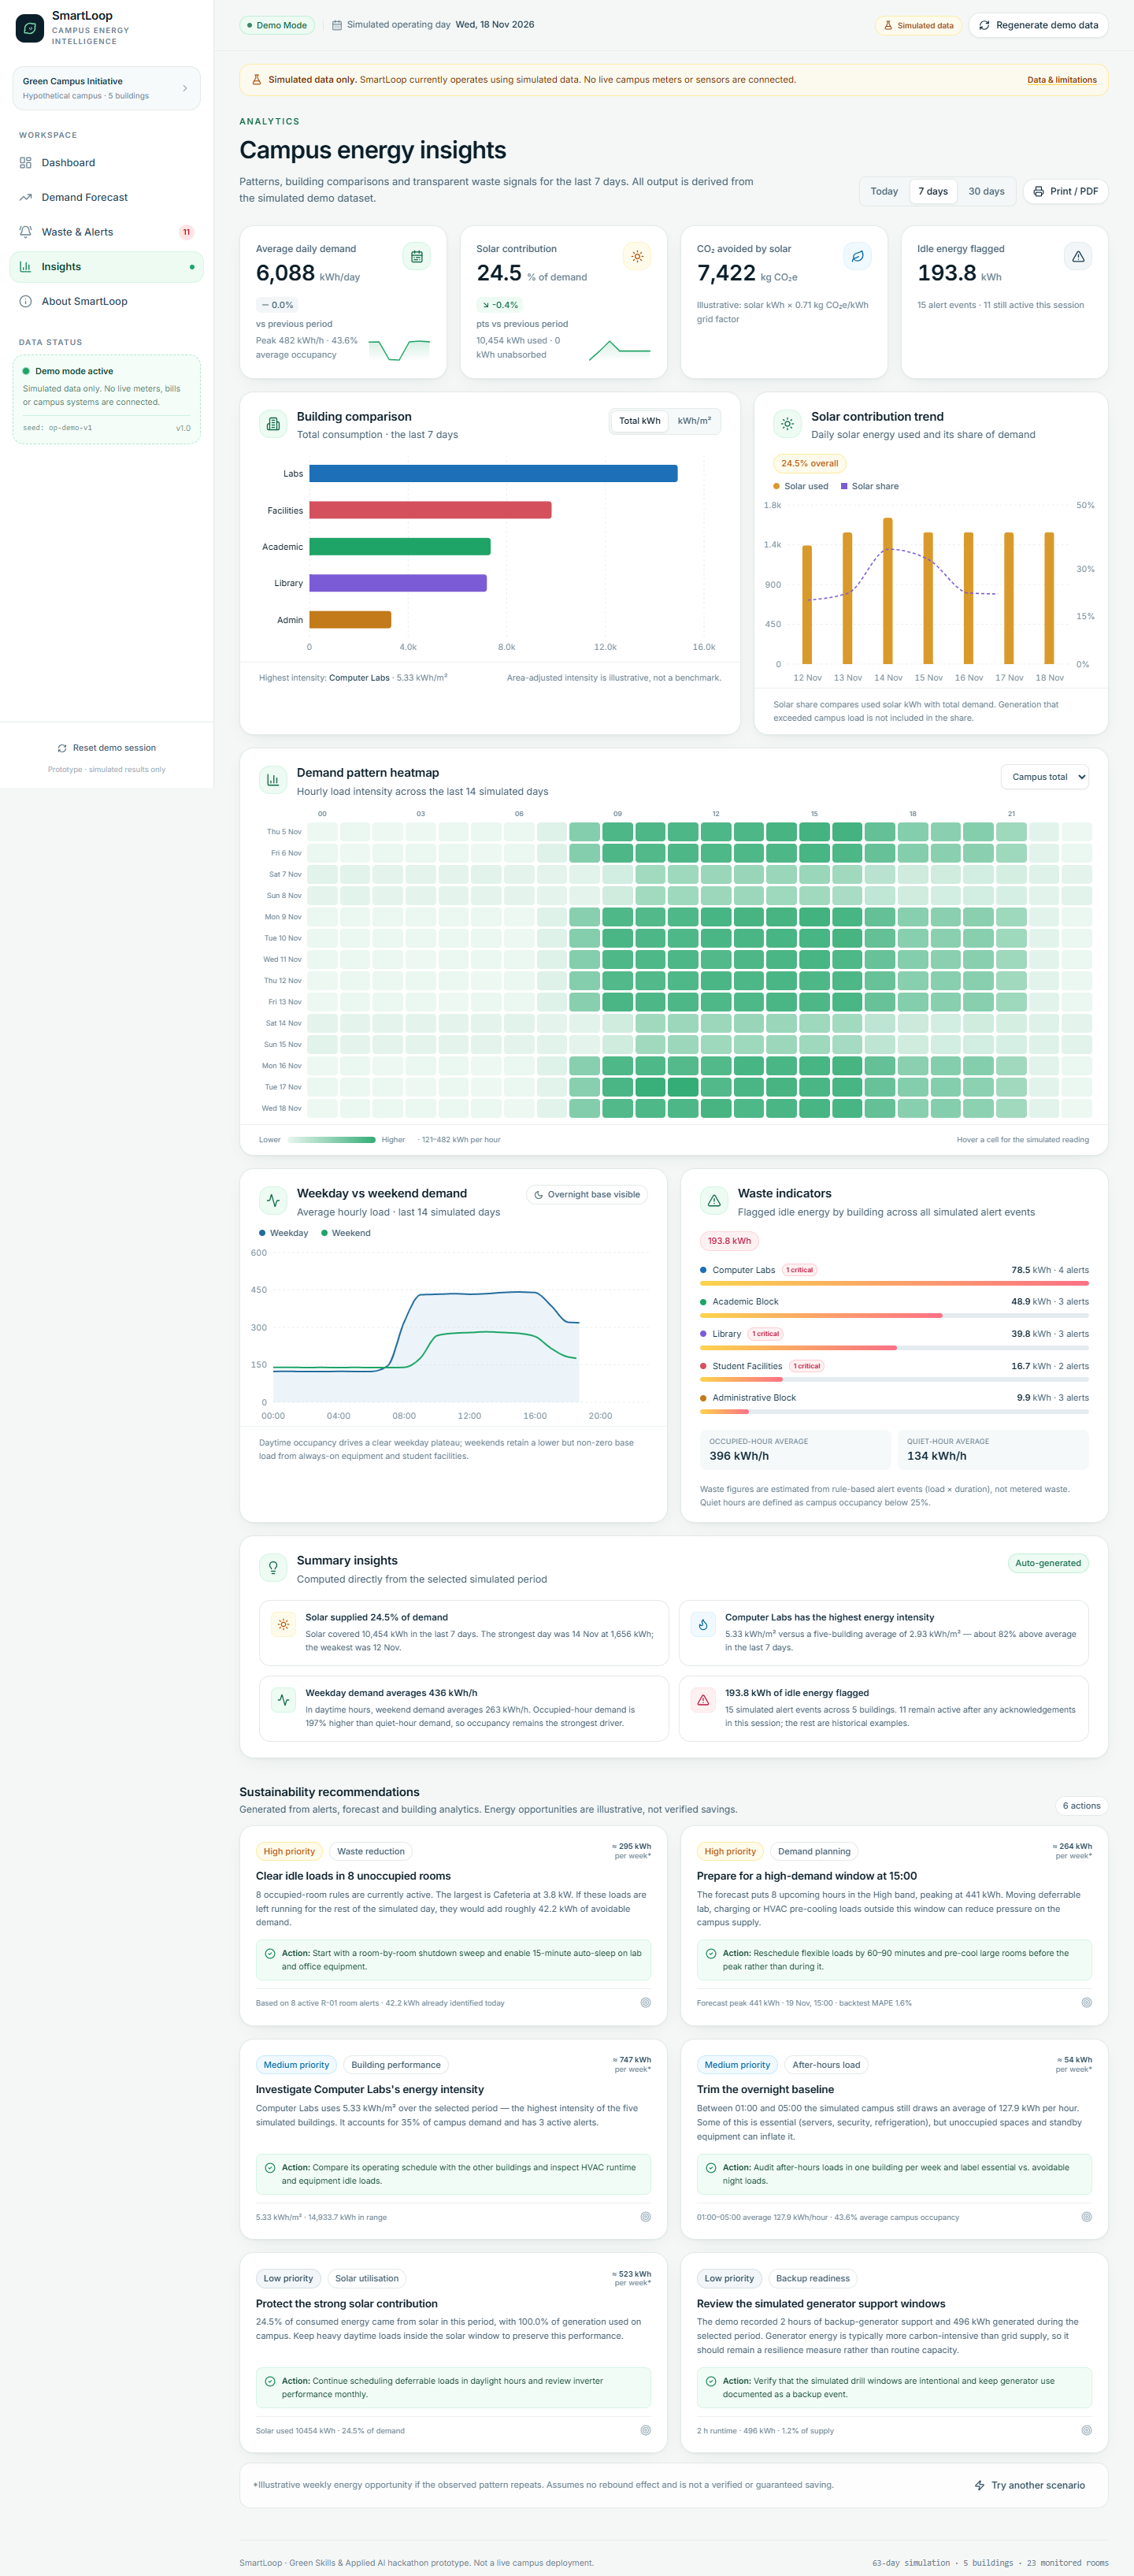 SmartLoop
CAMPUS ENERGY
INTELLIGENCE
Green Campus Initiative
Hypothetical campus · 5 buildings
WORKSPACE
Dashboard
Demand Forecast
Waste & Alerts
11
Insights
About SmartLoop
DATA STATUS
Demo mode active
Simulated data only. No live meters, bills
or campus systems are connected.
seed: op-demo-v1
v1.0
Reset demo session
Prototype · simulated results only
Demo Mode
Simulated operating day Wed, 18 Nov 2026
Simulated data
Regenerate demo data
Simulated data only. SmartLoop currently operates using simulated data. No live campus meters or sensors are connected.
Data & limitations
ANALYTICS
Campus energy insights
Patterns, building comparisons and transparent waste signals for the last 7 days. All output is derived from
the simulated demo dataset.
Today
7 days
30 days
Print / PDF
Average daily demand
6,088 kWh/day
— 0.0%
vs previous period
Peak 482 kWh/h · 43.6%
average occupancy
Solar contribution
24.5 % of demand
↘ -0.4%
pts vs previous period
10,454 kWh used · 0
kWh unabsorbed
CO₂ avoided by solar
7,422 kg CO₂e
Illustrative: solar kWh × 0.71 kg CO₂e/kWh
grid factor
Idle energy flagged
193.8 kWh
15 alert events · 11 still active this session
Building comparison
Total consumption · the last 7 days
Total kWh
kWh/m²
Labs
Facilities
Academic
Library
Admin
0
4.0k
8.0k
12.0k
16.0k
Highest intensity: Computer Labs · 5.33 kWh/m²
Area-adjusted intensity is illustrative, not a benchmark.
Solar contribution trend
Daily solar energy used and its share of demand
24.5% overall
Solar used
Solar share
1.8k
1.4k
900
450
0
50%
30%
15%
0%
12 Nov
13 Nov
14 Nov
15 Nov
16 Nov
17 Nov
18 Nov
Solar share compares used solar kWh with total demand. Generation that
exceeded campus load is not included in the share.
Demand pattern heatmap
Hourly load intensity across the last 14 simulated days
Campus total
00
03
06
09
12
15
18
21
Thu 5 Nov
Fri 6 Nov
Sat 7 Nov
Sun 8 Nov
Mon 9 Nov
Tue 10 Nov
Wed 11 Nov
Thu 12 Nov
Fri 13 Nov
Sat 14 Nov
Sun 15 Nov
Mon 16 Nov
Tue 17 Nov
Wed 18 Nov
Lower
Higher
· 121–482 kWh per hour
Hover a cell for the simulated reading
Weekday vs weekend demand
Average hourly load · last 14 simulated days
Overnight base visible
Weekday
Weekend
600
450
300
150
0
00:00
04:00
08:00
12:00
16:00
20:00
Daytime occupancy drives a clear weekday plateau; weekends retain a lower but non-zero base
load from always-on equipment and student facilities.
Waste indicators
Flagged idle energy by building across all simulated alert events
193.8 kWh
Computer Labs 1 critical
78.5 kWh · 4 alerts
Academic Block
48.9 kWh · 3 alerts
Library 1 critical
39.8 kWh · 3 alerts
Student Facilities 1 critical
16.7 kWh · 2 alerts
Administrative Block
9.9 kWh · 3 alerts
OCCUPIED-HOUR AVERAGE
396 kWh/h
QUIET-HOUR AVERAGE
134 kWh/h
Waste figures are estimated from rule-based alert events (load × duration), not metered waste.
Quiet hours are defined as campus occupancy below 25%.
Summary insights
Computed directly from the selected simulated period
Auto-generated
Solar supplied 24.5% of demand
Solar covered 10,454 kWh in the last 7 days. The strongest day was 14 Nov at 1,656 kWh;
the weakest was 12 Nov.
Computer Labs has the highest energy intensity
5.33 kWh/m² versus a five-building average of 2.93 kWh/m² — about 82% above average
in the last 7 days.
Weekday demand averages 436 kWh/h
In daytime hours, weekend demand averages 263 kWh/h. Occupied-hour demand is
197% higher than quiet-hour demand, so occupancy remains the strongest driver.
193.8 kWh of idle energy flagged
15 simulated alert events across 5 buildings. 11 remain active after any acknowledgements
in this session; the rest are historical examples.
Sustainability recommendations
Generated from alerts, forecast and building analytics. Energy opportunities are illustrative, not verified savings.
6 actions
High priority
Waste reduction
≈ 295 kWh
per week*
Clear idle loads in 8 unoccupied rooms
8 occupied-room rules are currently active. The largest is Cafeteria at 3.8 kW. If these loads are
left running for the rest of the simulated day, they would add roughly 42.2 kWh of avoidable
demand.
Action: Start with a room-by-room shutdown sweep and enable 15-minute auto-sleep on lab
and office equipment.
Based on 8 active R-01 room alerts · 42.2 kWh already identified today
High priority
Demand planning
≈ 264 kWh
per week*
Prepare for a high-demand window at 15:00
The forecast puts 8 upcoming hours in the High band, peaking at 441 kWh. Moving deferrable
lab, charging or HVAC pre-cooling loads outside this window can reduce pressure on the
campus supply.
Action: Reschedule flexible loads by 60–90 minutes and pre-cool large rooms before the
peak rather than during it.
Forecast peak 441 kWh · 19 Nov, 15:00 · backtest MAPE 1.6%
Medium priority
Building performance
≈ 747 kWh
per week*
Investigate Computer Labs's energy intensity
Computer Labs uses 5.33 kWh/m² over the selected period — the highest intensity of the five
simulated buildings. It accounts for 35% of campus demand and has 3 active alerts.
Action: Compare its operating schedule with the other buildings and inspect HVAC runtime
and equipment idle loads.
5.33 kWh/m² · 14,933.7 kWh in range
Medium priority
After-hours load
≈ 54 kWh
per week*
Trim the overnight baseline
Between 01:00 and 05:00 the simulated campus still draws an average of 127.9 kWh per hour.
Some of this is essential (servers, security, refrigeration), but unoccupied spaces and standby
equipment can inflate it.
Action: Audit after-hours loads in one building per week and label essential vs. avoidable
night loads.
01:00–05:00 average 127.9 kWh/hour · 43.6% average campus occupancy
Low priority
Solar utilisation
≈ 523 kWh
per week*
Protect the strong solar contribution
24.5% of consumed energy came from solar in this period, with 100.0% of generation used on
campus. Keep heavy daytime loads inside the solar window to preserve this performance.
Action: Continue scheduling deferrable loads in daylight hours and review inverter
performance monthly.
Solar used 10454 kWh · 24.5% of demand
Low priority
Backup readiness
Review the simulated generator support windows
The demo recorded 2 hours of backup-generator support and 496 kWh generated during the
selected period. Generator energy is typically more carbon-intensive than grid supply, so it
should remain a resilience measure rather than routine capacity.
Action: Verify that the simulated drill windows are intentional and keep generator use
documented as a backup event.
2 h runtime · 496 kWh · 1.2% of supply
*Illustrative weekly energy opportunity if the observed pattern repeats. Assumes no rebound effect and is not a verified or guaranteed saving.
Try another scenario
SmartLoop · Green Skills & Applied AI hackathon prototype. Not a live campus deployment.
63-day simulation · 5 buildings · 23 monitored rooms